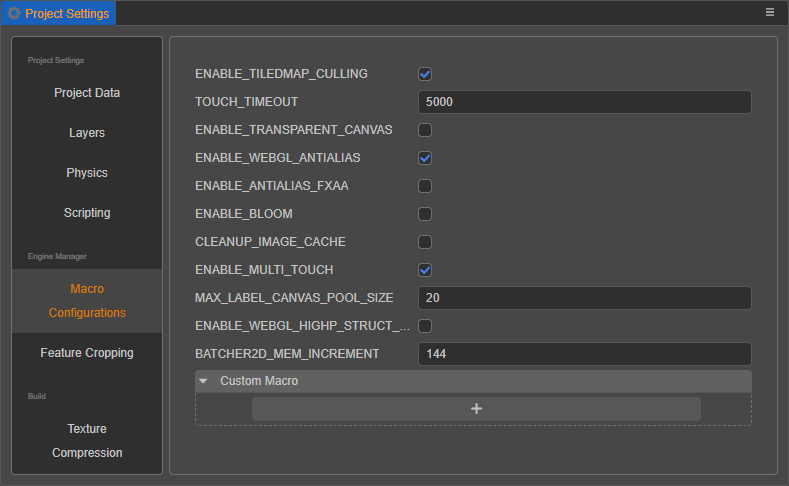 Project Settings
Project Settings
Project Data
Layers
Physics
Scripting
Engine Manager
Macro
Configurations
Feature Cropping
Build
Texture
Compression
ENABLE_TILEDMAP_CULLING
TOUCH_TIMEOUT 5000
ENABLE_TRANSPARENT_CANVAS
ENABLE_WEBGL_ANTIALIAS
ENABLE_ANTIALIAS_FXAA
ENABLE_BLOOM
CLEANUP_IMAGE_CACHE
ENABLE_MULTI_TOUCH
MAX_LABEL_CANVAS_POOL_SIZE 20
ENABLE_WEBGL_HIGHP_STRUCT_...
BATCHER2D_MEM_INCREMENT 144
Custom Macro